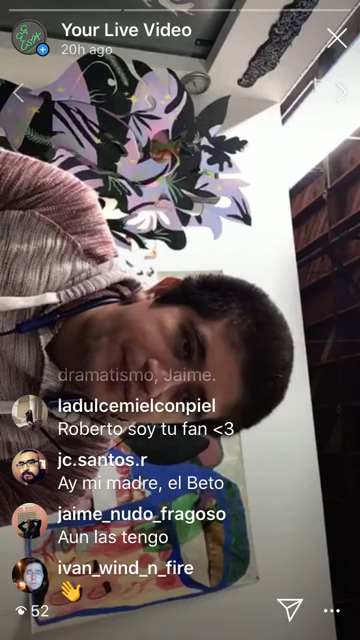 Your Live Video
20h ago
dramatismo, Jaime.
ladulcemielconpiel
Roberto soy tu fan <3
jc.santos.r
Ay mi madre, el Beto
jaime_nudo_fragoso
Aun las tengo
ivan_wind_n_fire
👋
52